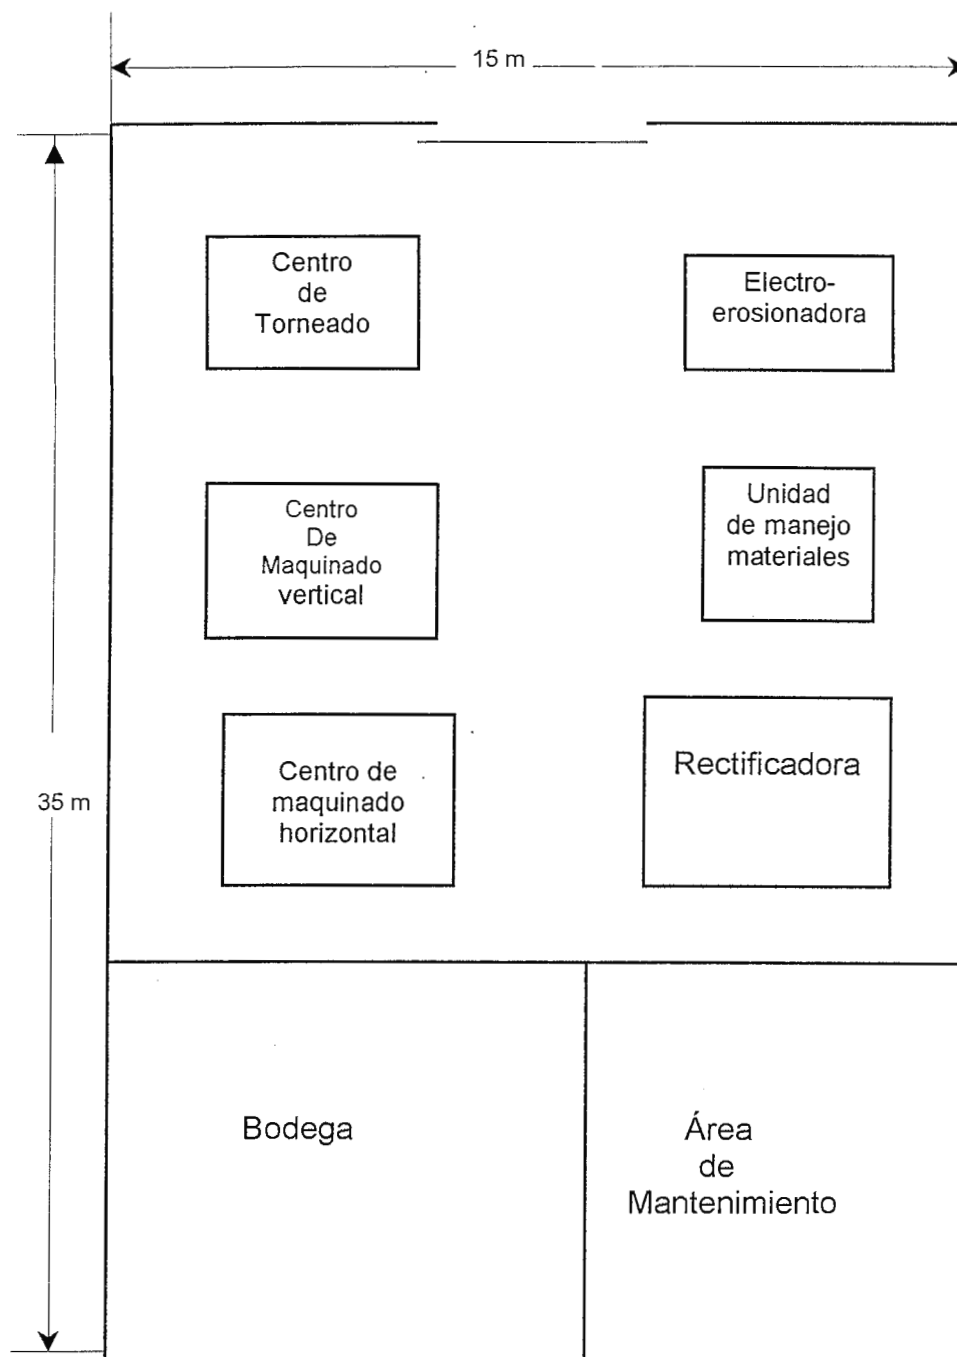 15 m
Centro
de
Torneado
Electro-
erosionadora
Centro
De
Maquinado
vertical
Unidad
de manejo
materiales
Centro de
maquinado
horizontal
Rectificadora
35 m
Bodega
Área
de
Mantenimiento